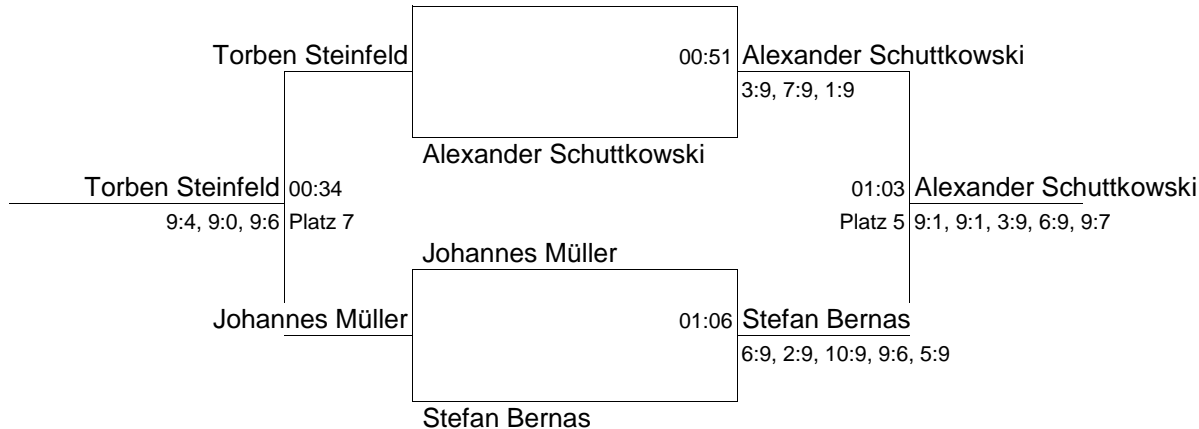 Torben Steinfeld 00:51 Alexander Schuttkowski
3:9, 7:9, 1:9
Alexander Schuttkowski
Torben Steinfeld 00:34 01:03 Alexander Schuttkowski
9:4, 9:0, 9:6 Platz 7 Platz 5 9:1, 9:1, 3:9, 6:9, 9:7
Johannes Müller
Johannes Müller 01:06 Stefan Bernas
6:9, 2:9, 10:9, 9:6, 5:9
Stefan Bernas